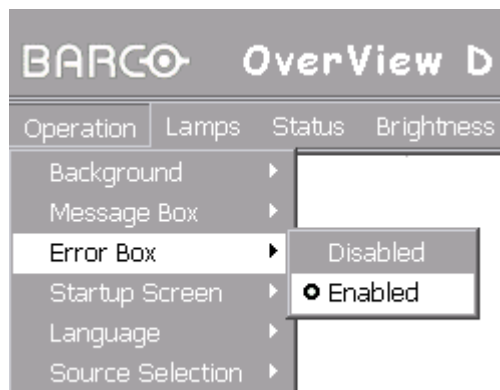 BARCO OverView D
Operation Lamps Status Brightness
Background
Message Box
Error Box
Disabled
Startup Screen
Enabled
Language
Source Selection